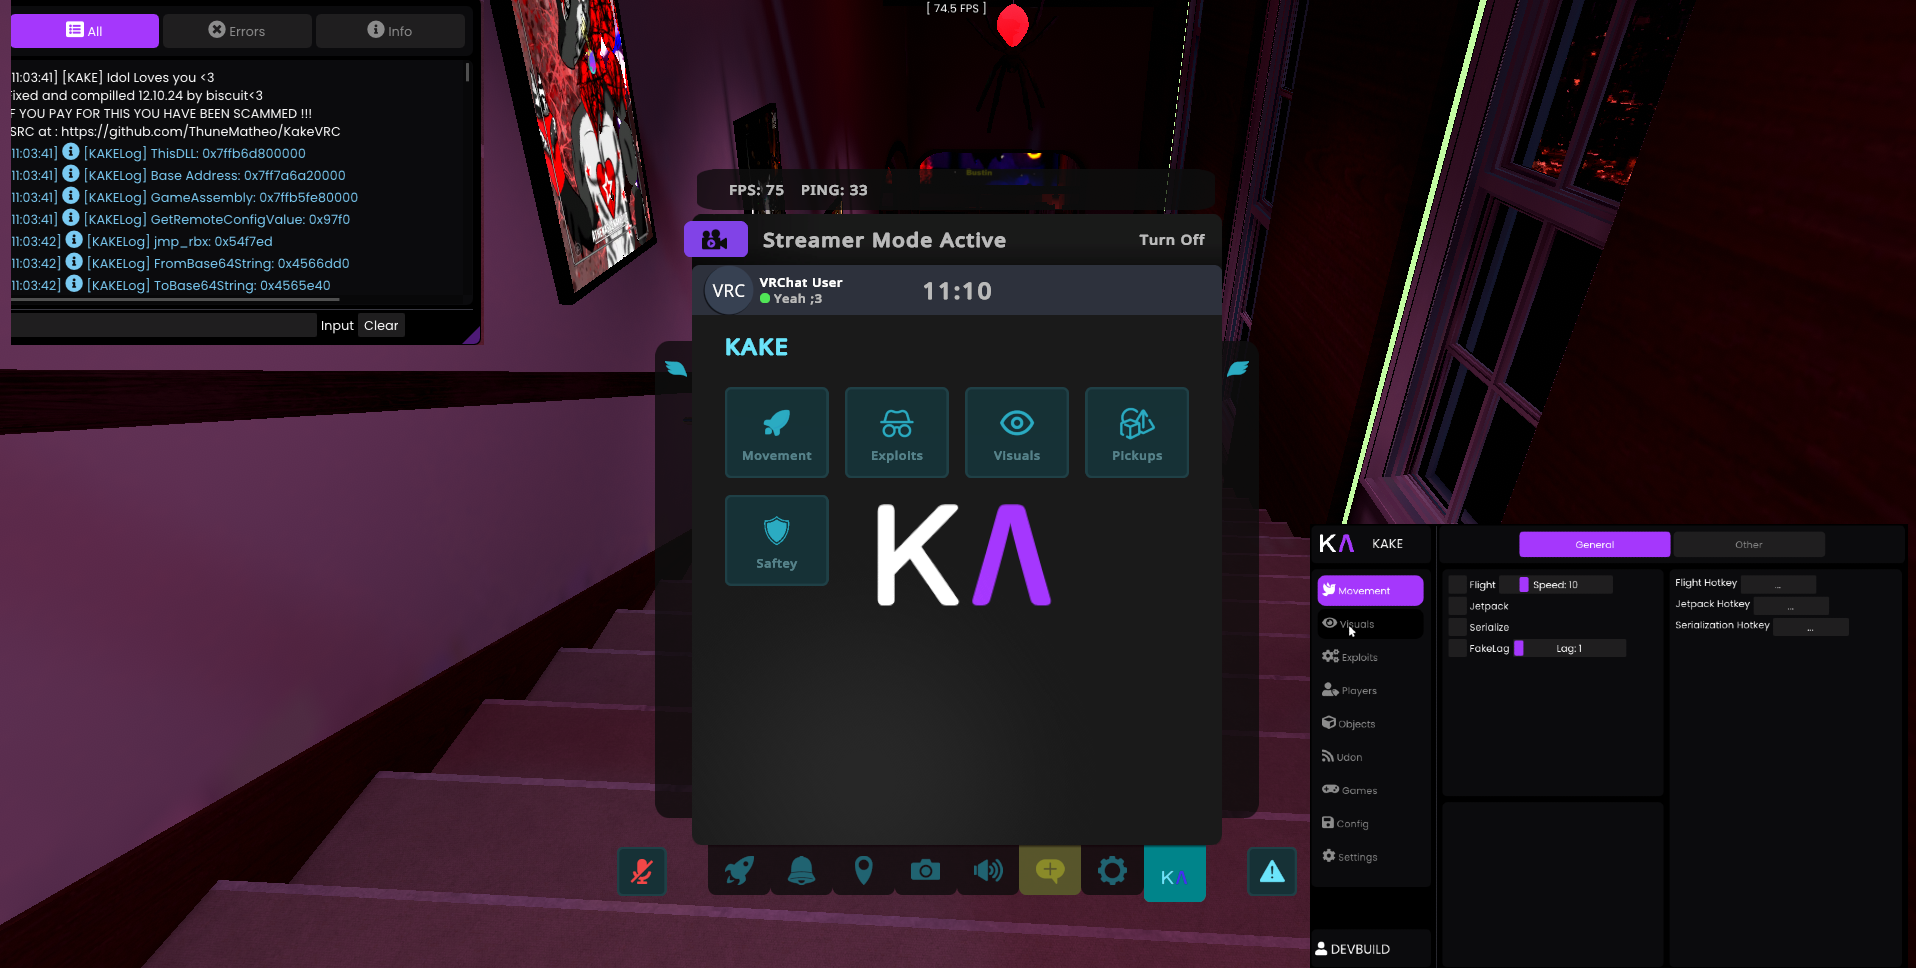 [ 74.5 FPS ]
All
Errors
Info
11:03:41] [KAKE] Idol Loves you <3
Fixed and compilled 12.10.24 by biscuit<3
F YOU PAY FOR THIS YOU HAVE BEEN SCAMMED !!!
SRC at : https://github.com/ThuneMatheo/KakeVRC
11:03:41] [KAKELog] ThisDLL: 0x7ffb6d800000
11:03:41] [KAKELog] Base Address: 0x7ff7a6a20000
11:03:41] [KAKELog] GameAssembly: 0x7ffb5fe80000
11:03:41] [KAKELog] GetRemoteConfigValue: 0x97f0
11:03:42] [KAKELog] jmp_rbx: 0x54f7ed
11:03:42] [KAKELog] FromBase64String: 0x4566dd0
11:03:42] [KAKELog] ToBase64String: 0x4565e40
Input
Clear
FPS: 75 PING: 33
Streamer Mode Active
Turn Off
VRC
VRChat User
Yeah ;3
11:10
KAKE
Movement
Exploits
Visuals
Pickups
Saftey
KΛ
KΛ
KΛ KAKE
General
Other
Movement
Visuals
Exploits
Players
Objects
Udon
Games
Config
Settings
DEVBUILD
Flight
Speed: 10
Jetpack
Serialize
FakeLag
Lag: 1
Flight Hotkey ...
Jetpack Hotkey ...
Serialization Hotkey ...